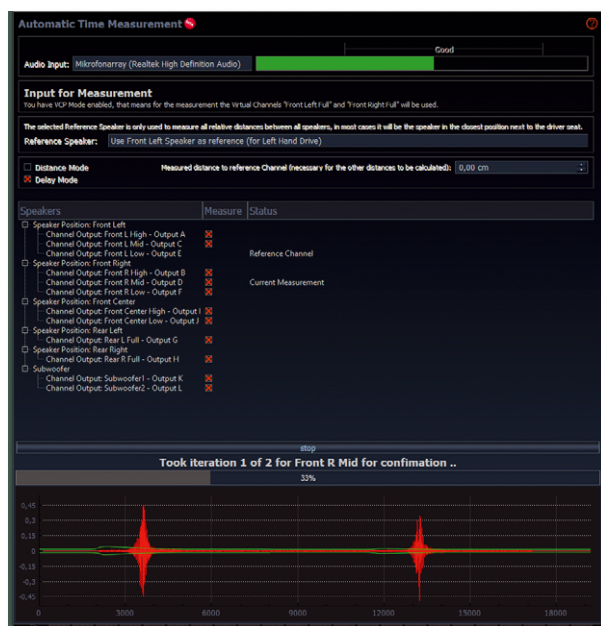 Automatic Time Measurement
Good
Audio Input: Mikrofonarray (Realtek High Definition Audio)
Input for Measurement
You have VCP Mode enabled, that means for the measurement the Virtual Channels "Front Left Full" and "Front Right Full" will be used.
The selected Reference Speaker is only used to measure all relative distances between all speakers, in most cases it will be the speaker in the closest position next to the driver seat.
Reference Speaker: Use Front Left Speaker as reference (for Left Hand Drive)
Distance Mode Measured distance to reference Channel (necessary for the other distances to be calculated): 0,00 cm
Delay Mode
Speakers Measure Status
Speaker Position: Front Left
Channel Output: Front L High - Output A
Channel Output: Front L Mid - Output C
Channel Output: Front L Low - Output E Reference Channel
Speaker Position: Front Right
Channel Output: Front R High - Output B
Channel Output: Front R Mid - Output D Current Measurement
Channel Output: Front R Low - Output F
Speaker Position: Front Center
Channel Output: Front Center High - Output I
Channel Output: Front Center Low - Output J
Speaker Position: Rear Left
Channel Output: Rear L Full - Output G
Speaker Position: Rear Right
Channel Output: Rear R Full - Output H
Subwoofer
Channel Output: Subwoofer1 - Output K
Channel Output: Subwoofer2 - Output L
stop
Took iteration 1 of 2 for Front R Mid for confimation ..
33%
0,45
0,3
0,15
0
-0,15
-0,3
-0,45
0 3000 6000 9000 12000 15000 18000